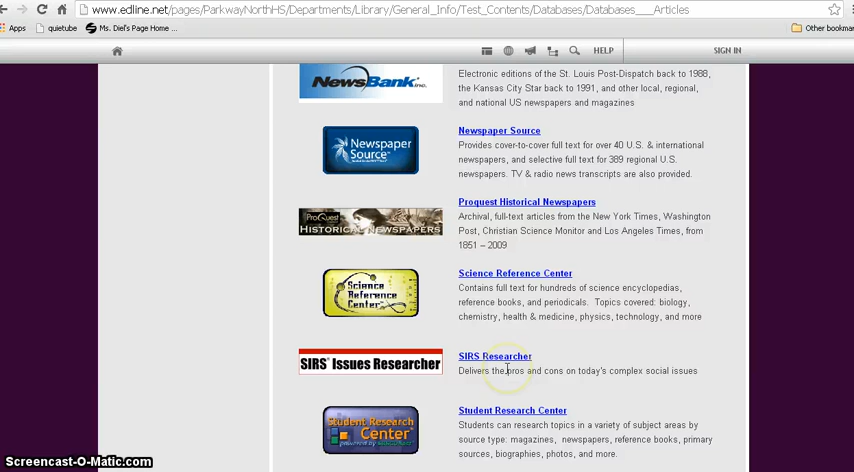 www.edline.net/pages/ParkwayNorthHS/Departments/Library/General_Info/Test_Contents/Databases/Databases___Articles
Apps quietube Ms. Diel's Page Home ... Other bookmar
HELP SIGN IN
NewsBank inc.
Electronic editions of the St. Louis Post-Dispatch back to 1988,
the Kansas City Star back to 1991, and other local, regional,
and national US newspapers and magazines
Newspaper
Source
Newspaper Source
Provides cover-to-cover full text for over 40 U.S. & international
newspapers, and selective full text for 389 regional U.S.
newspapers. TV & radio news transcripts are also provided.
ProQuest
HISTORICAL NEWSPAPERS
Proquest Historical Newspapers
Archival, full-text articles from the New York Times, Washington
Post, Christian Science Monitor and Los Angeles Times, from
1851 – 2009
Science
Reference
Center
Science Reference Center
Contains full text for hundreds of science encyclopedias,
reference books, and periodicals. Topics covered: biology,
chemistry, health & medicine, physics, technology, and more
SIRS® Issues Researcher
SIRS Researcher
Delivers the pros and cons on today's complex social issues
Student
Research
Center
powered by
Student Research Center
Students can research topics in a variety of subject areas by
source type: magazines, newspapers, reference books, primary
sources, biographies, photos, and more.
Screencast-O-Matic.com